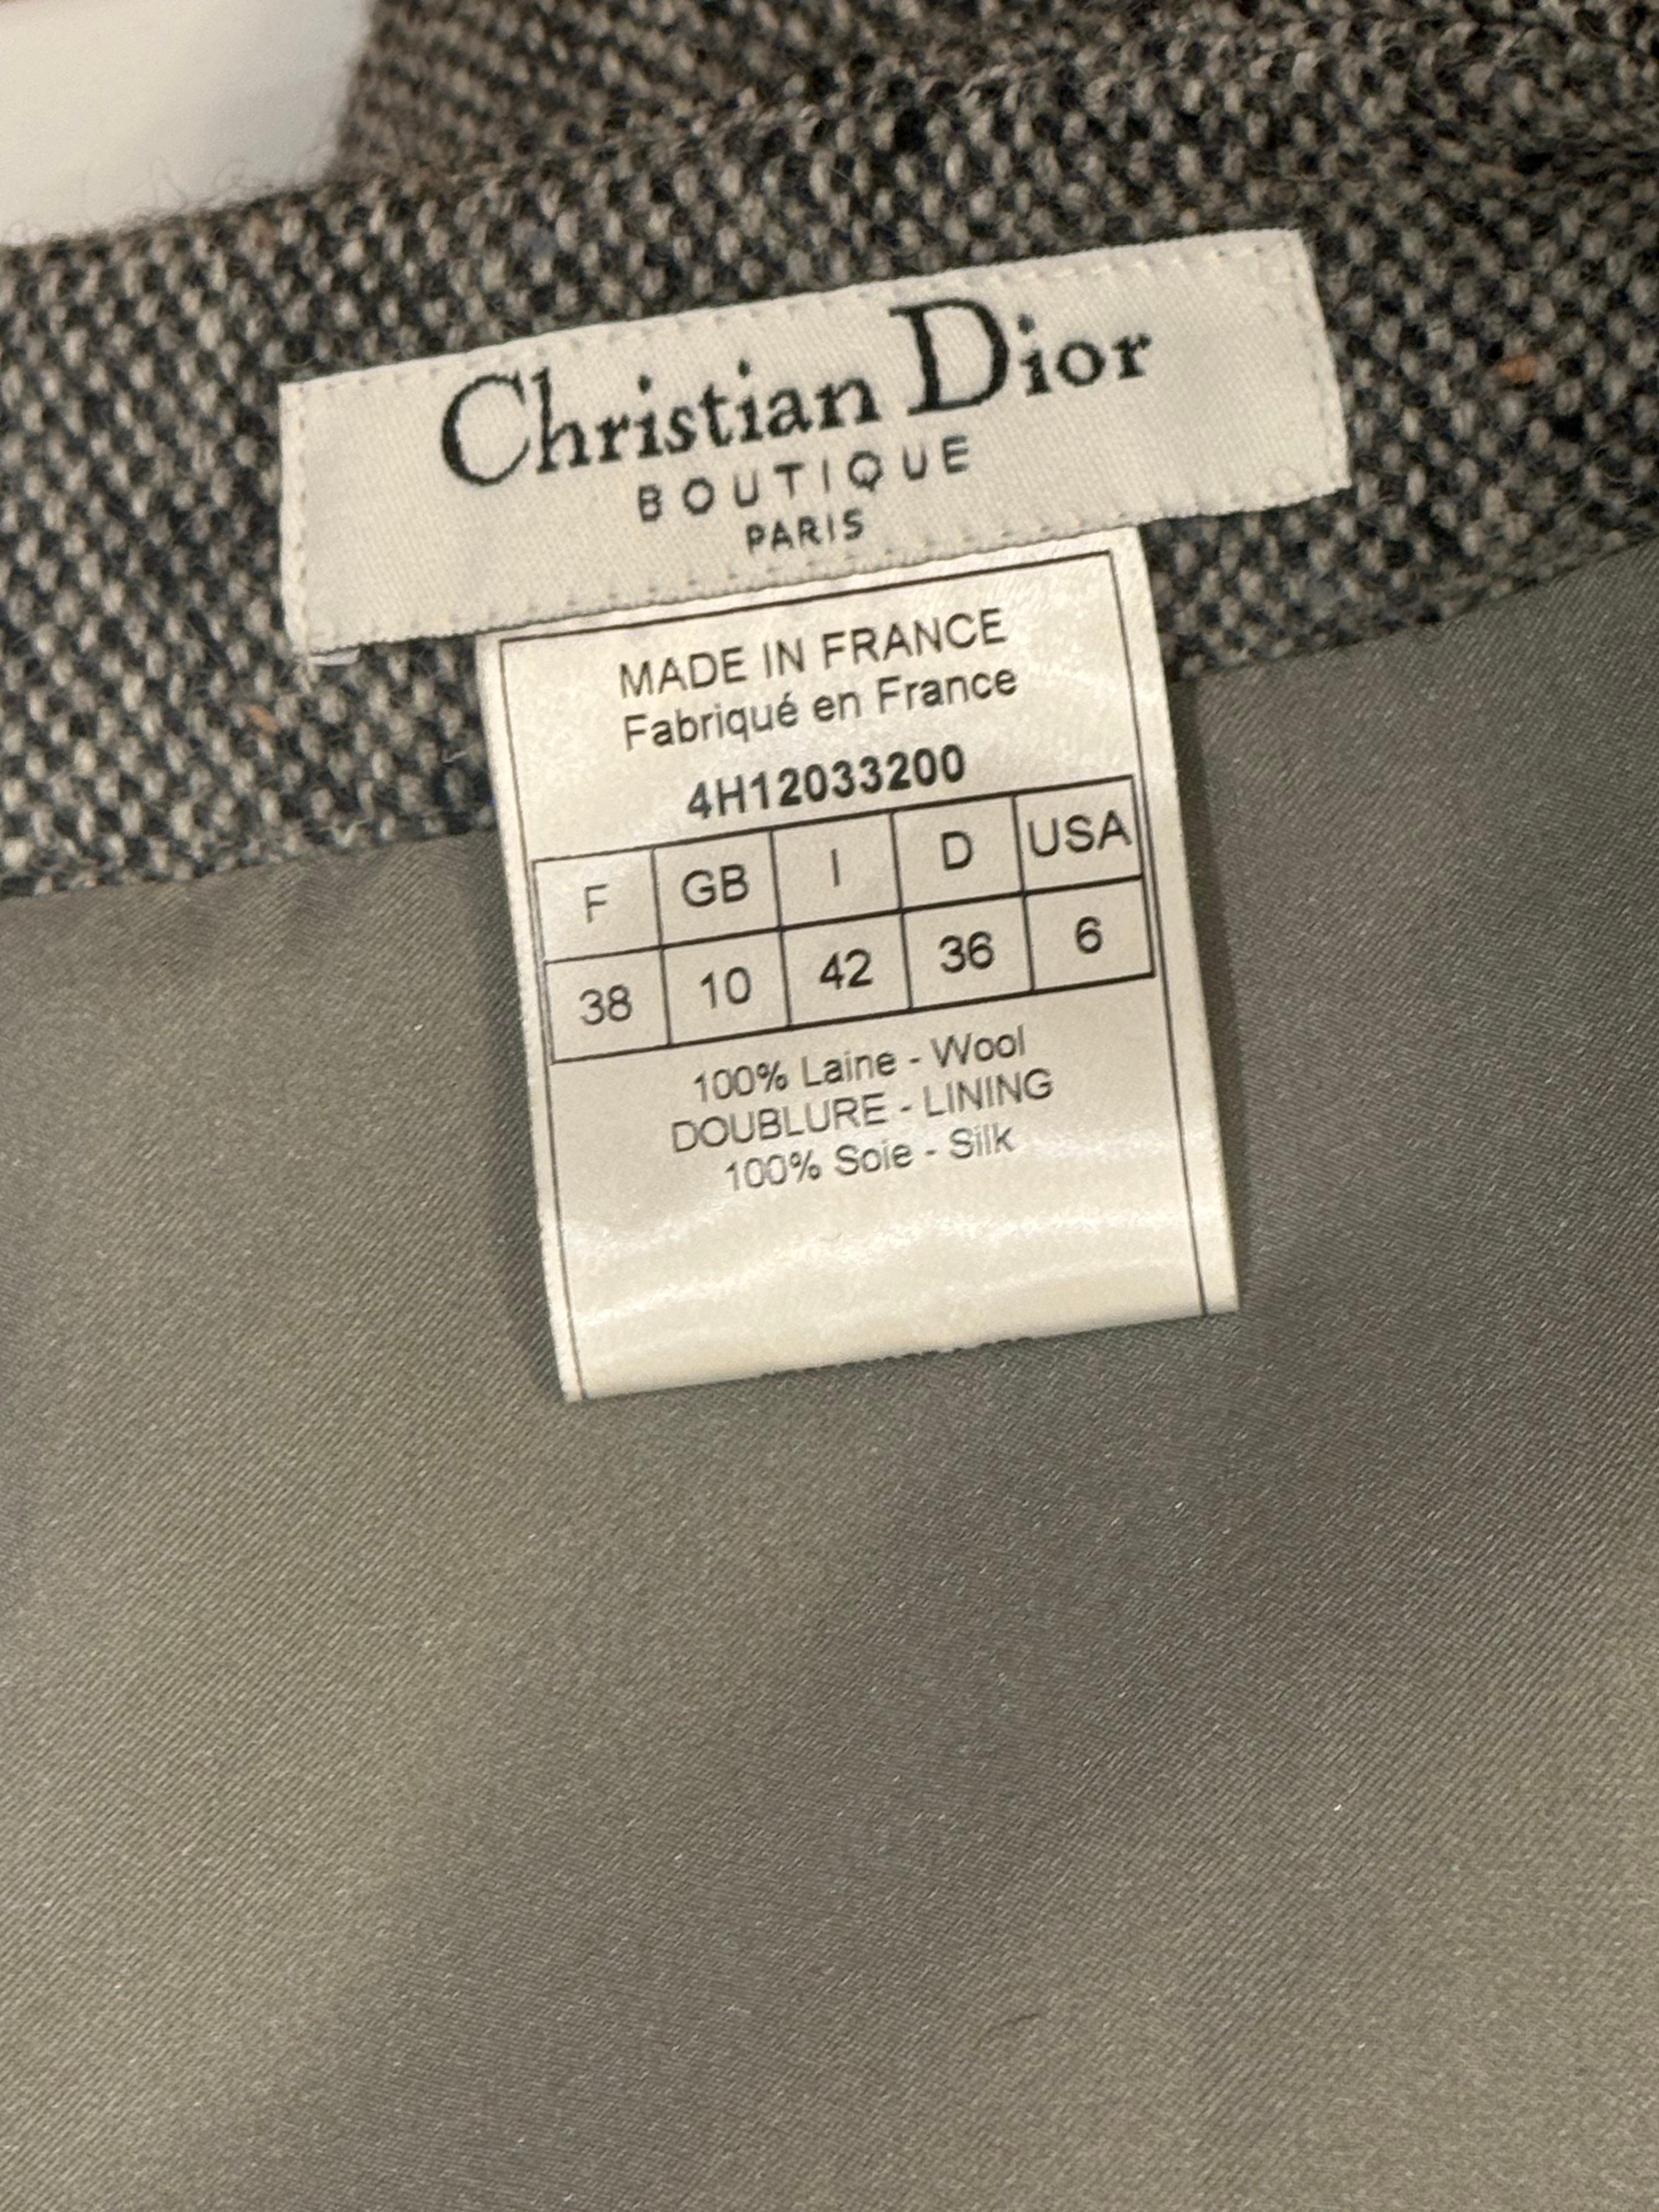 Christian Dior
BOUTIQUE
PARIS
MADE IN FRANCE
Fabriqué en France
4H12033200
F GB I D USA
38 10 42 36 6
100% Laine - Wool
DOUBLURE - LINING
100% Soie - Silk